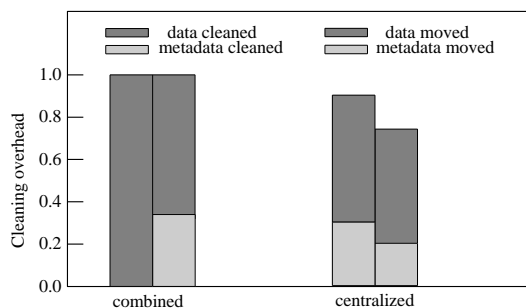 data cleaned data moved
metadata cleaned metadata moved
1.0
0.8
0.6
0.4
0.2
0.0
Cleaning overhead
combined centralized